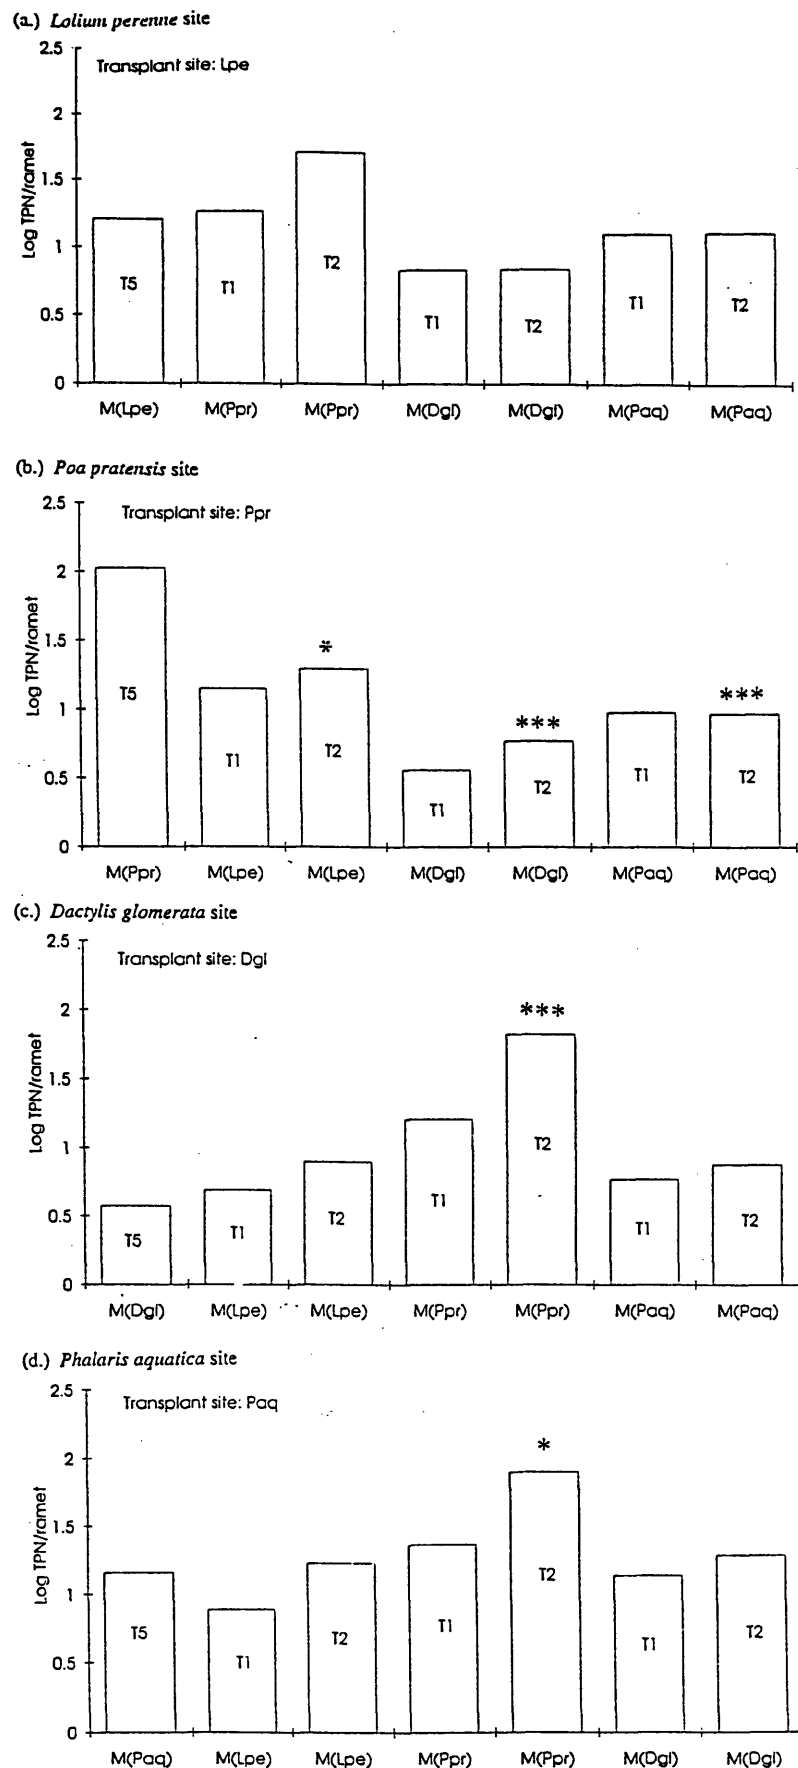 (a.) Lolium perenne site
2.5
Transplant site: Lpe
2
1.5
1
0.5
0
Log TPN/ramet
T5
T1
T2
T1
T2
T1
T2
M(Lpe) M(Ppr) M(Ppr) M(Dgl) M(Dgl) M(Paq) M(Paq)
(b.) Poa pratensis site
2.5
Transplant site: Ppr
2
1.5
1
0.5
0
Log TPN/ramet
T5
T1
*
T2
T1
***
T2
T1
***
T2
M(Ppr) M(Lpe) M(Lpe) M(Dgl) M(Dgl) M(Paq) M(Paq)
(c.) Dactylis glomerata site
2.5
Transplant site: Dgl
2
1.5
1
0.5
0
Log TPN/ramet
T5
T1
T2
T1
***
T2
T1
T2
M(Dgl) M(Lpe) M(Lpe) M(Ppr) M(Ppr) M(Paq) M(Paq)
(d.) Phalaris aquatica site
2.5
Transplant site: Paq
2
1.5
1
0.5
0
Log TPN/ramet
T5
T1
T2
T1
*
T2
T1
T2
M(Paq) M(Lpe) M(Lpe) M(Ppr) M(Ppr) M(Dgl) M(Dgl)